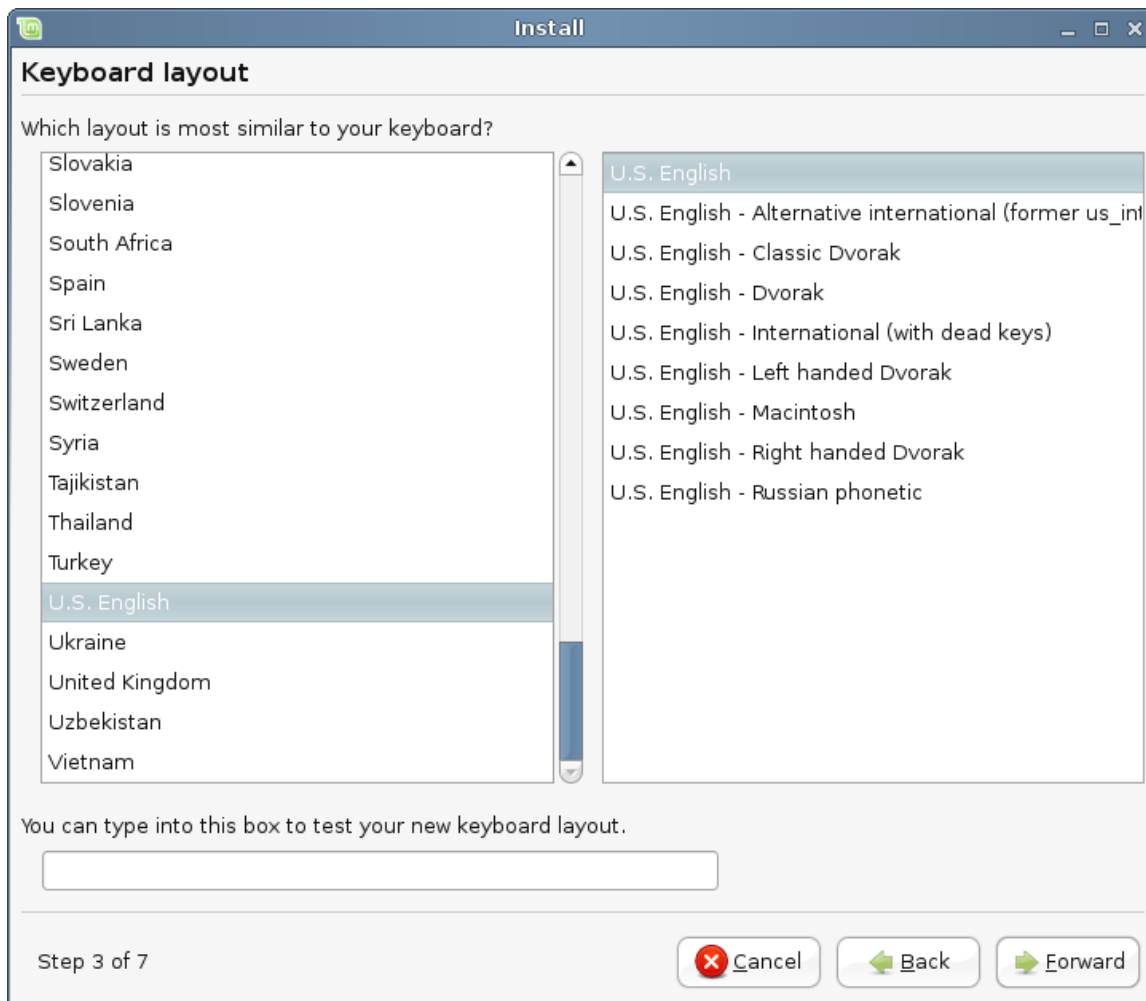 Install
Keyboard layout
Which layout is most similar to your keyboard?
Slovakia
Slovenia
South Africa
Spain
Sri Lanka
Sweden
Switzerland
Syria
Tajikistan
Thailand
Turkey
U.S. English
Ukraine
United Kingdom
Uzbekistan
Vietnam
U.S. English
U.S. English - Alternative international (former us_int
U.S. English - Classic Dvorak
U.S. English - Dvorak
U.S. English - International (with dead keys)
U.S. English - Left handed Dvorak
U.S. English - Macintosh
U.S. English - Right handed Dvorak
U.S. English - Russian phonetic
You can type into this box to test your new keyboard layout.
Step 3 of 7
Cancel
Back
Forward